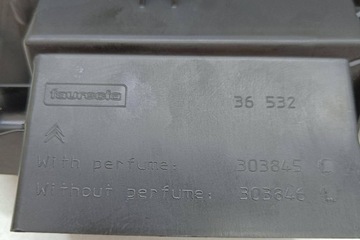 faurecia 36 532
With perfume: 303845 L
Without perfume: 303846 L